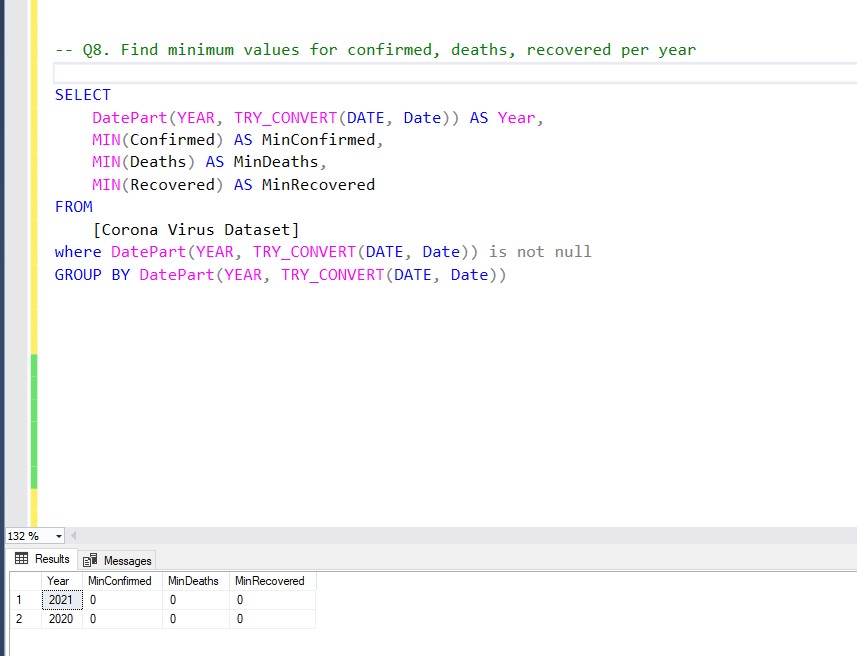 -- Q8. Find minimum values for confirmed, deaths, recovered per year
SELECT
DatePart(YEAR, TRY_CONVERT(DATE, Date)) AS Year,
MIN(Confirmed) AS MinConfirmed,
MIN(Deaths) AS MinDeaths,
MIN(Recovered) AS MinRecovered
FROM
[Corona Virus Dataset]
where DatePart(YEAR, TRY_CONVERT(DATE, Date)) is not null
GROUP BY DatePart(YEAR, TRY_CONVERT(DATE, Date))
132 %
Results Messages
Year MinConfirmed MinDeaths MinRecovered
1 2021 0 0 0
2 2020 0 0 0